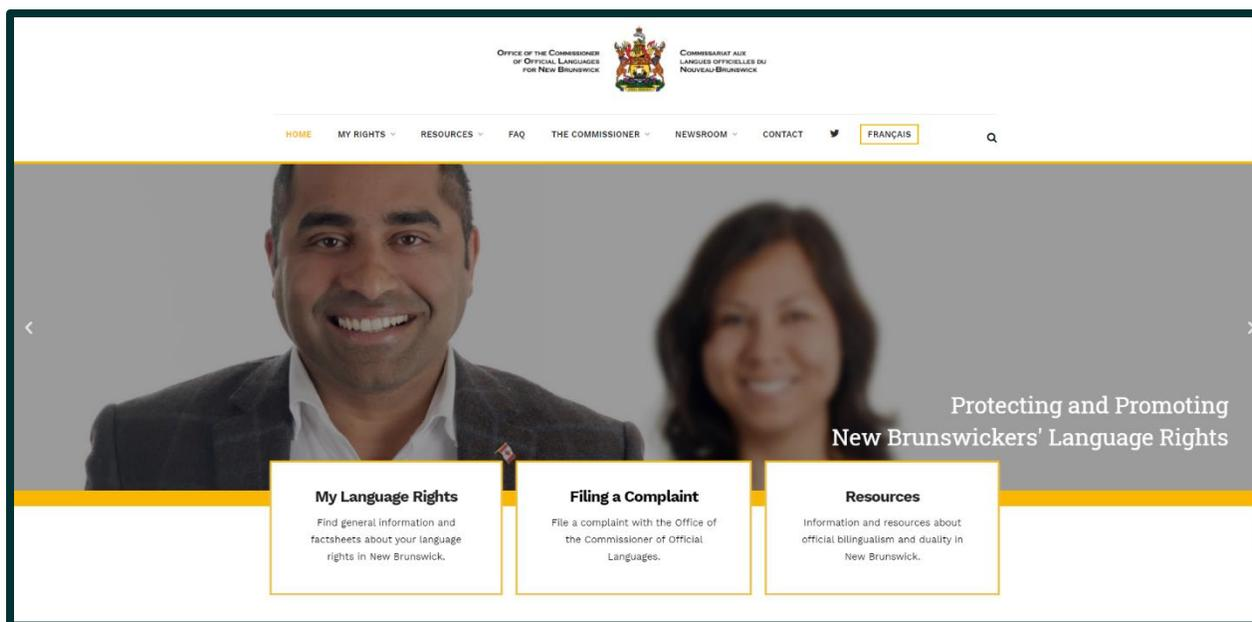 OFFICE OF THE COMMISSIONER
OF OFFICIAL LANGUAGES
FOR NEW BRUNSWICK
COMMISSARIAT AUX
LANGUES OFFICIELLES DU
NOUVEAU-BRUNSWICK
HOME MY RIGHTS RESOURCES FAQ THE COMMISSIONER NEWSROOM CONTACT FRANÇAIS
Protecting and Promoting
New Brunswickers' Language Rights
My Language Rights
Find general information and
factsheets about your language
rights in New Brunswick.
Filing a Complaint
File a complaint with the Office of
the Commissioner of Official
Languages.
Resources
Information and resources about
official bilingualism and duality in
New Brunswick.